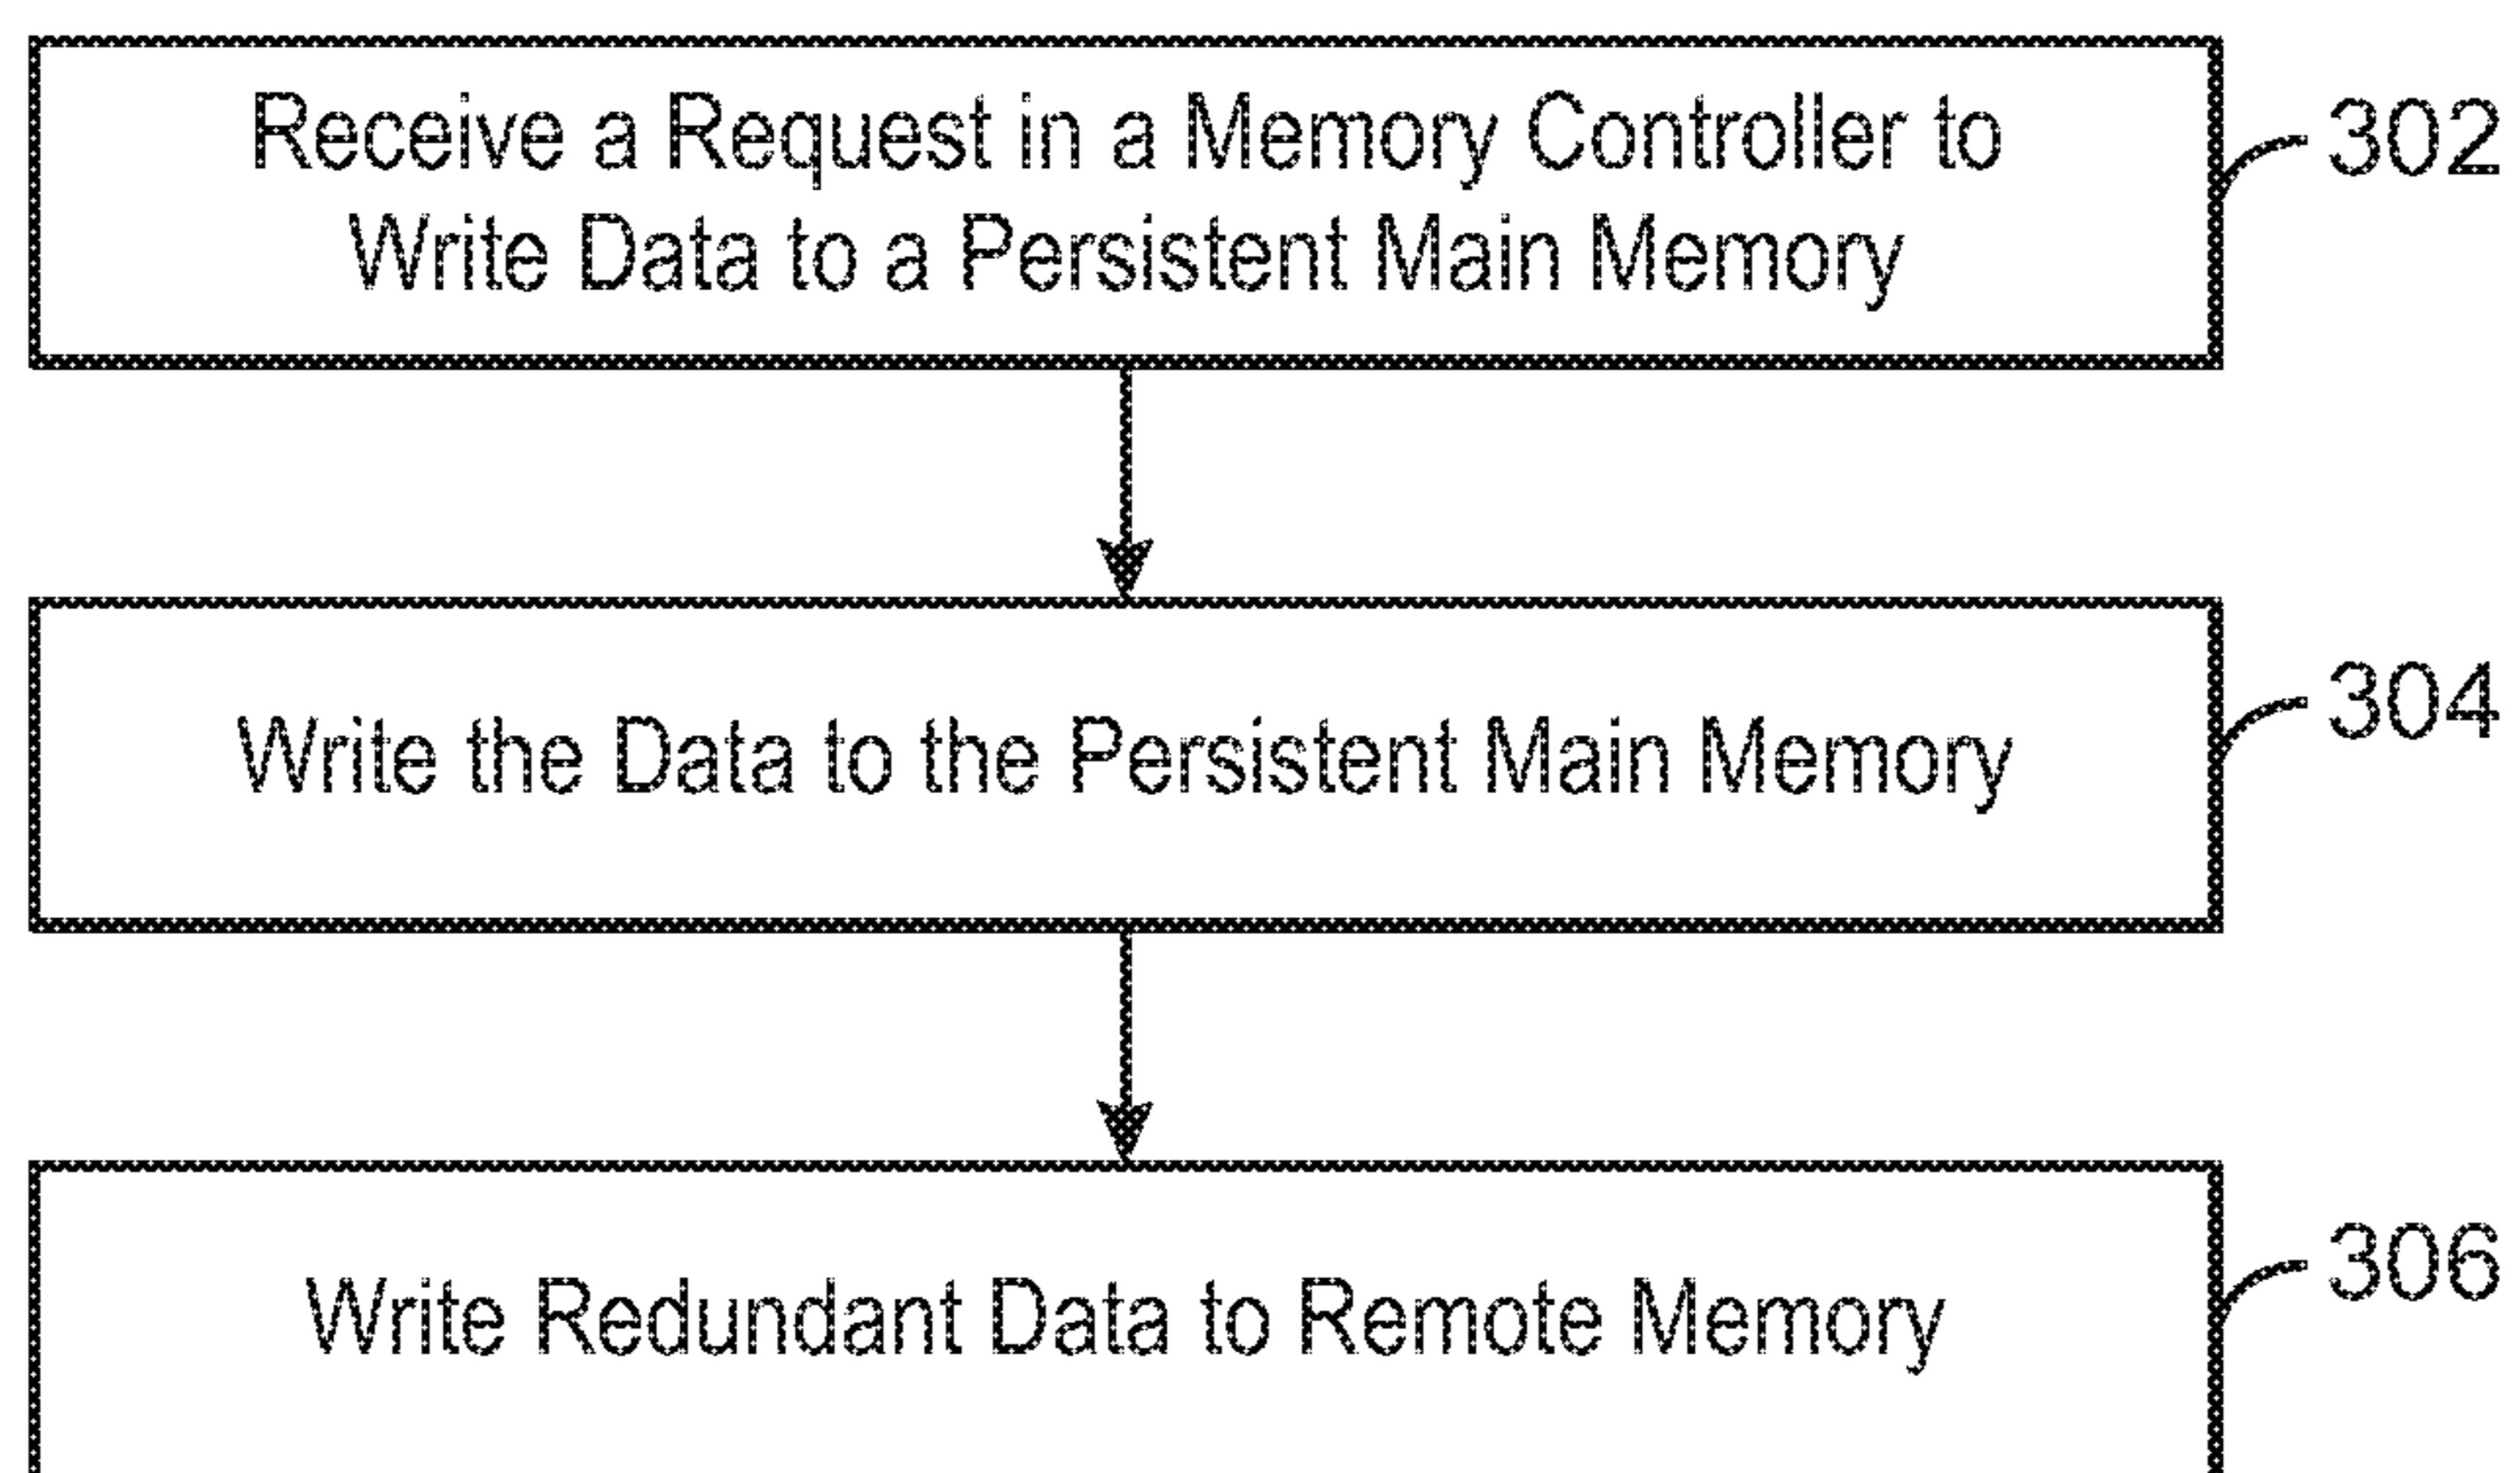 Receive a Request in a Memory Controller to
Write Data to a Persistent Main Memory
302
Write the Data to the Persistent Main Memory
304
Write Redundant Data to Remote Memory
306